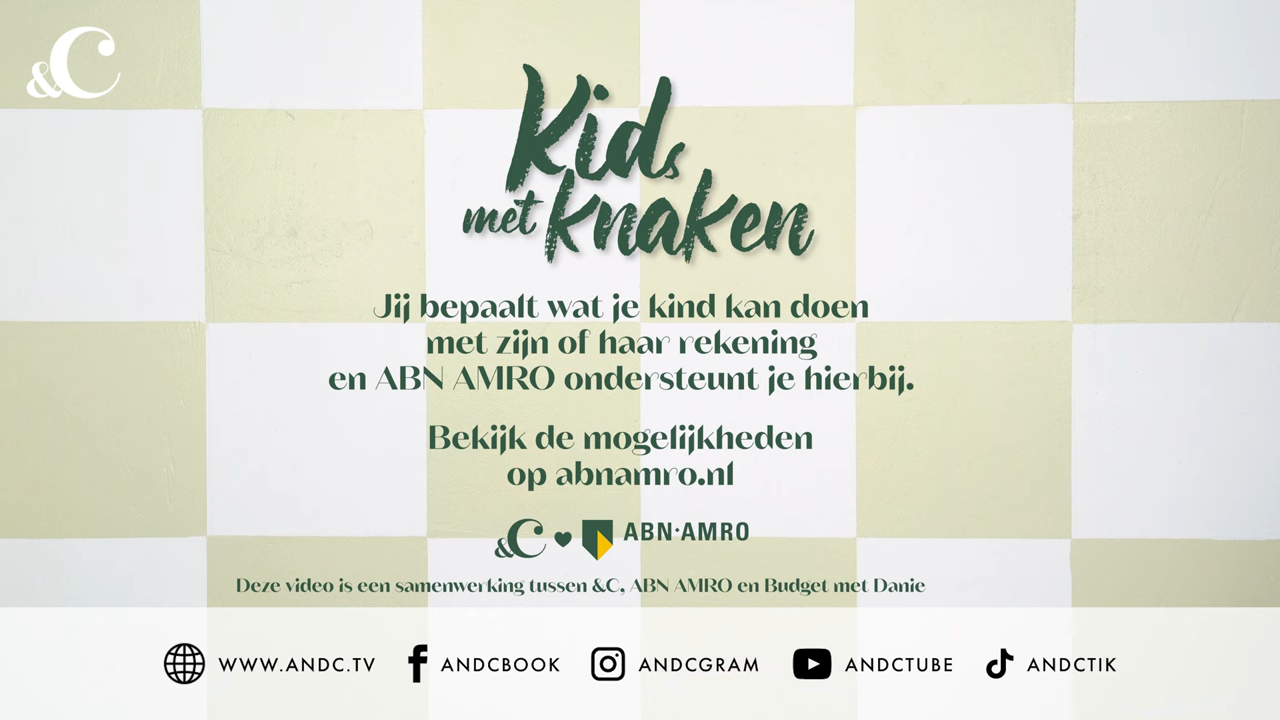 &C
Kids
met knaken
Jij bepaalt wat je kind kan doen
met zijn of haar rekening
en ABN AMRO ondersteunt je hierbij.
Bekijk de mogelijkheden
op abnamro.nl
&C ABN·AMRO
Deze video is een samenwerking tussen &C, ABN AMRO en Budget met Danie
WWW.ANDC.TV ANDCBOOK ANDCGRAM ANDCTUBE ANDCTIK